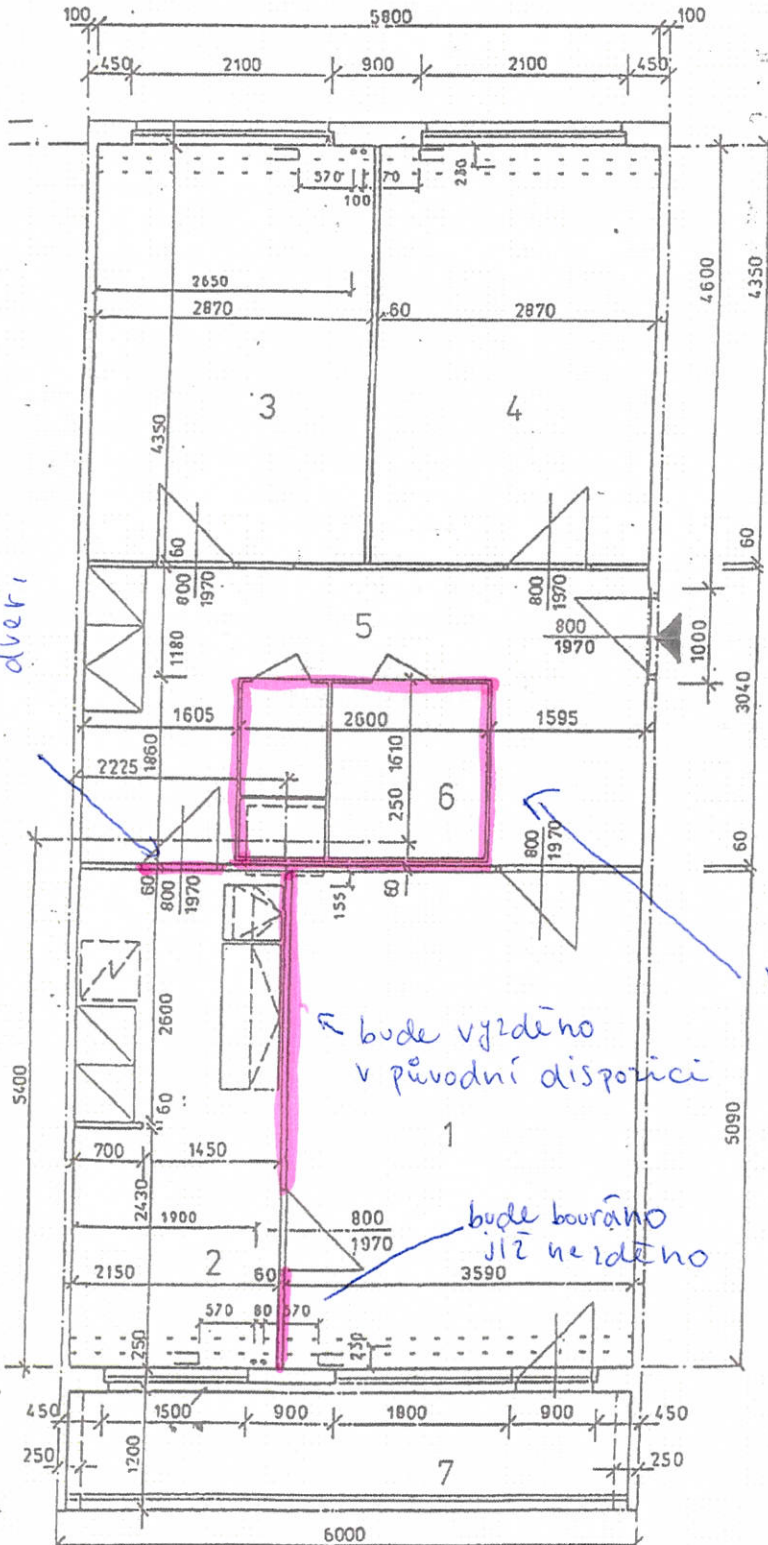 100 5800 100
450 2100 900 2100 450
570 70 230
100
2650
2870 60 2870
4600
4350
3 4
4350
60 800 1970 800 1970 60
dveri
5
800 1970
1180 1000
3040
1605 2600 1595
2225 1860 1610
250 6
60 800 1970 155 60 800 1970 60
2600
bude vyzděno
v původní dispozici
5400
60
1 5090
700 1450
2430
1900 800 1970
bude bouráno
již nezděno
2
2150 60 3590
570 80 570
250 230
450 1500 900 1800 900 450
250 1200 7 250
6000